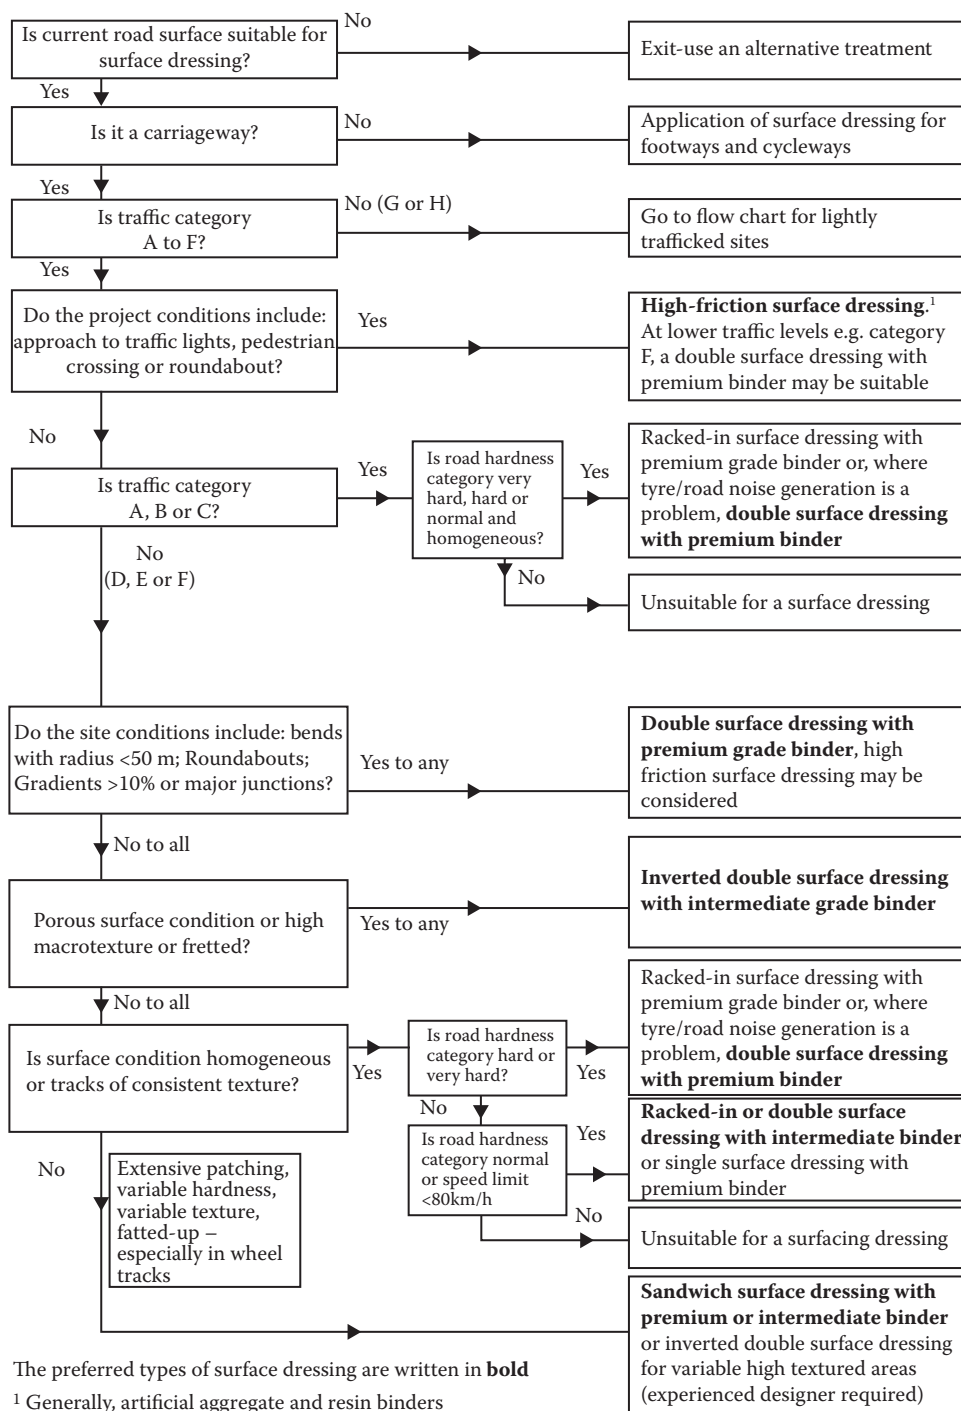 Is current road surface suitable for
surface dressing?
No
Exit-use an alternative treatment
Yes
Is it a carriageway?
No
Application of surface dressing for
footways and cycleways
Yes
Is traffic category
A to F?
No (G or H)
Go to flow chart for lightly
trafficked sites
Yes
Do the project conditions include:
approach to traffic lights, pedestrian
crossing or roundabout?
Yes
High-friction surface dressing.¹
At lower traffic levels e.g. category
F, a double surface dressing with
premium binder may be suitable
No
Is traffic category
A, B or C?
Yes
Is road hardness
category very
hard, hard or
normal and
homogeneous?
Yes
Racked-in surface dressing with
premium grade binder or, where
tyre/road noise generation is a
problem, double surface dressing
with premium binder
No
Unsuitable for a surface dressing
No
(D, E or F)
Do the site conditions include: bends
with radius <50 m; Roundabouts;
Gradients >10% or major junctions?
Yes to any
Double surface dressing with
premium grade binder, high
friction surface dressing may be
considered
No to all
Porous surface condition or high
macrotexture or fretted?
Yes to any
Inverted double surface dressing
with intermediate grade binder
No to all
Is surface condition homogeneous
or tracks of consistent texture?
Yes
Is road hardness
category hard or
very hard?
Yes
Racked-in surface dressing with
premium grade binder or, where
tyre/road noise generation is a
problem, double surface dressing
with premium binder
No
Is road hardness
category normal
or speed limit
<80km/h
Yes
Racked-in or double surface
dressing with intermediate binder
or single surface dressing with
premium binder
No
Unsuitable for a surfacing dressing
No
Extensive patching,
variable hardness,
variable texture,
fatted-up –
especially in wheel
tracks
Sandwich surface dressing with
premium or intermediate binder
or inverted double surface dressing
for variable high textured areas
(experienced designer required)
The preferred types of surface dressing are written in bold
¹ Generally, artificial aggregate and resin binders